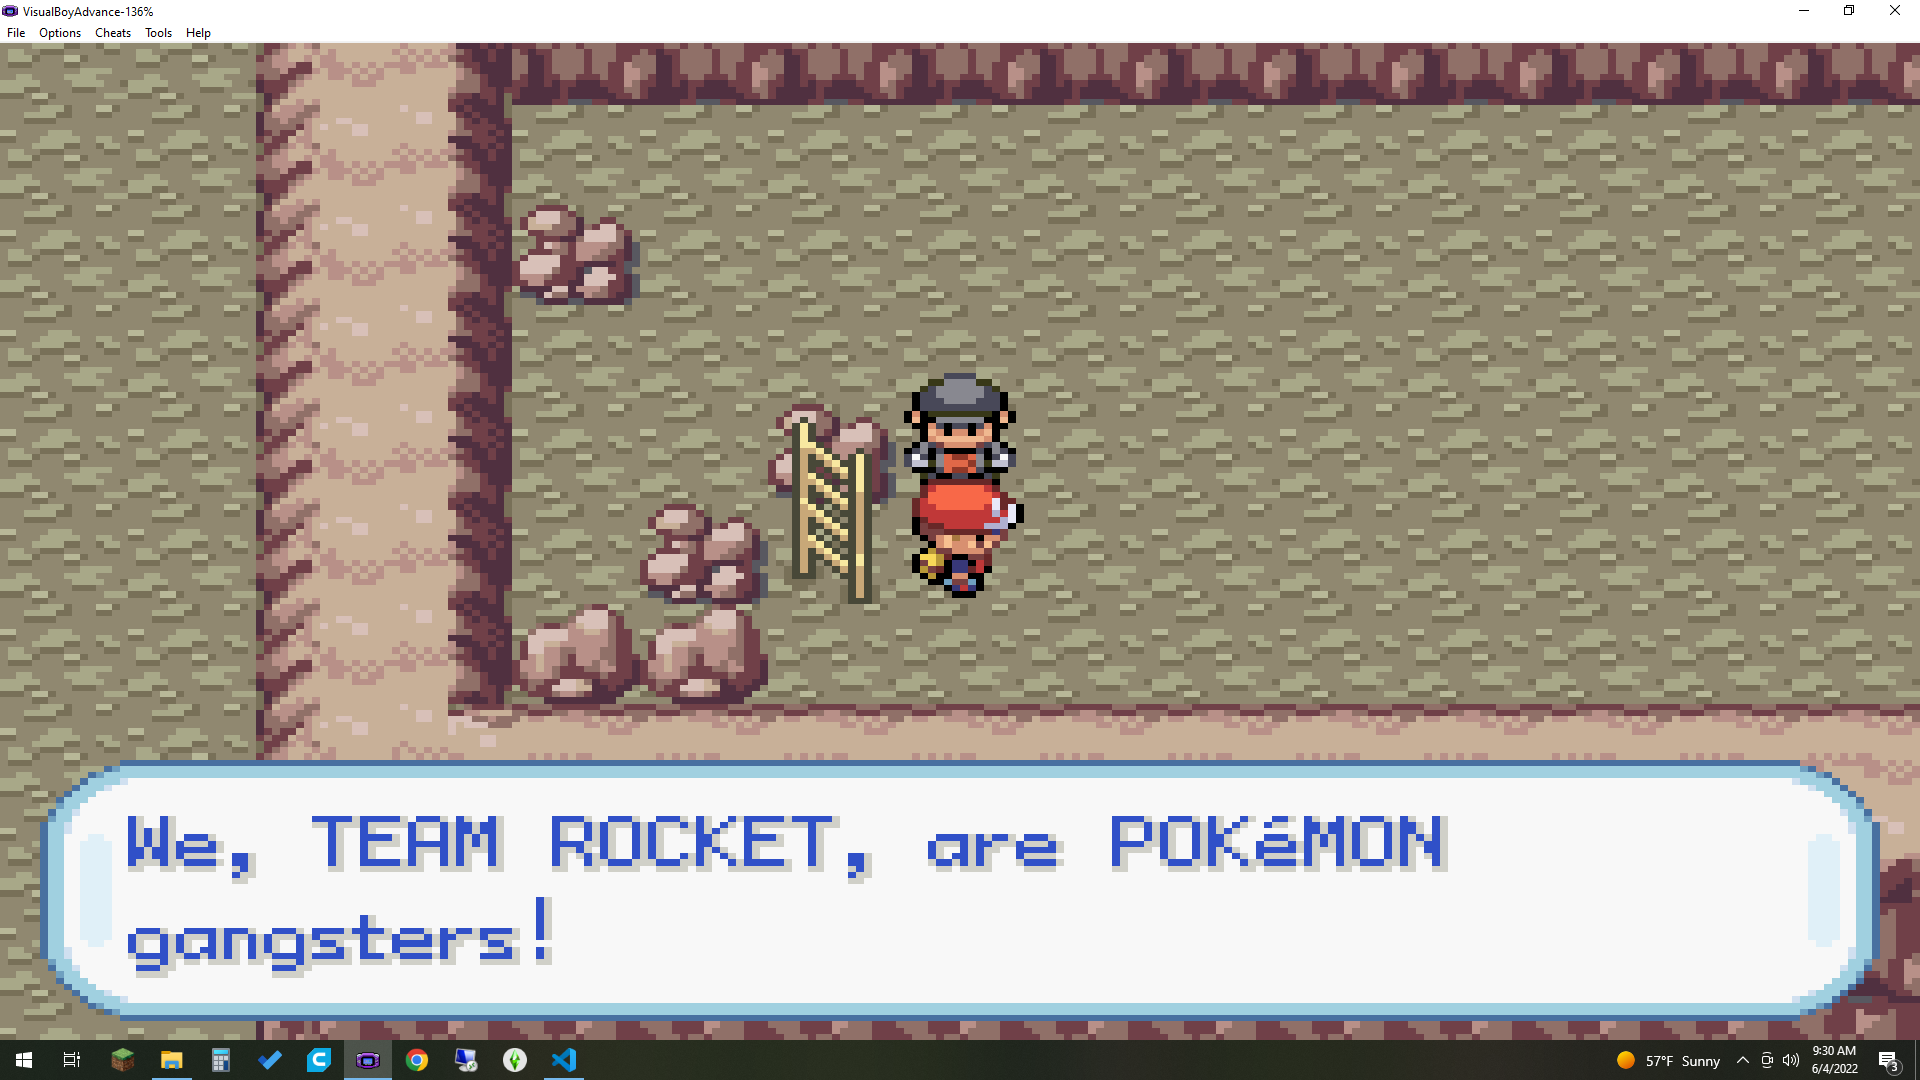 VisualBoyAdvance-136%
File Options Cheats Tools Help
We, TEAM ROCKET, are POKéMON
gangsters!
57°F Sunny
9:30 AM
6/4/2022
3